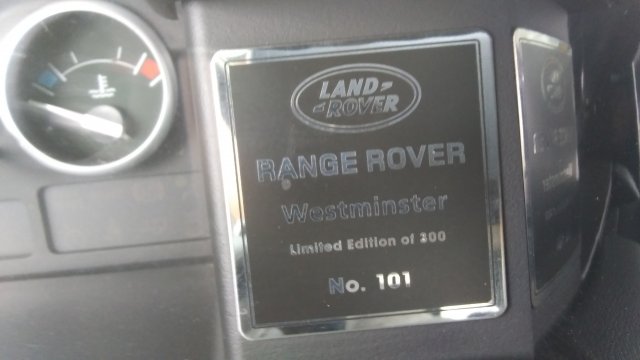 LAND-
-ROVER
RANGE ROVER
Westminster
Limited Edition of 300
No. 101